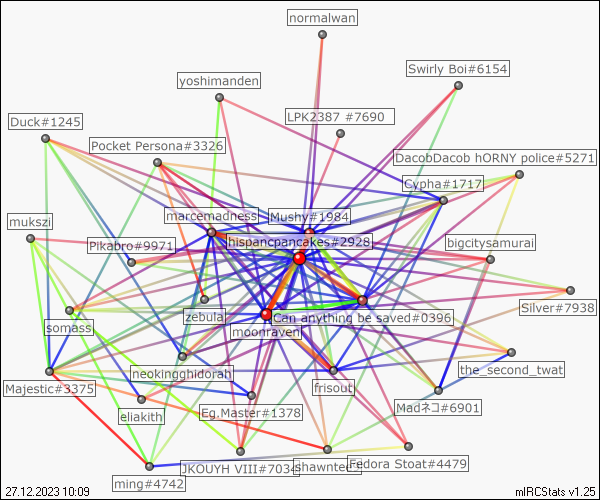 normalwan
Swirly Boi#6154
yoshimanden
LPK2387 #7690
Duck#1245
Pocket Persona#3326
DacobDacob hORNY police#5271
Cypha#1717
marcemadness
Mushy#1984
mukszi
Pikabro#9971
hispancpancakes#2928
bigcitysamurai
Silver#7938
zebula
Can anything be saved#0396
somass
moonraven
the_second_twat
neokingghidorah
Majestic#3375
frisout
eliakith
Eg.Master#1378
Madネコ#6901
JKOUYH VIII#7034
shawntee
Fedora Stoat#4479
ming#4742
27.12.2023 10:09
mIRCStats v1.25